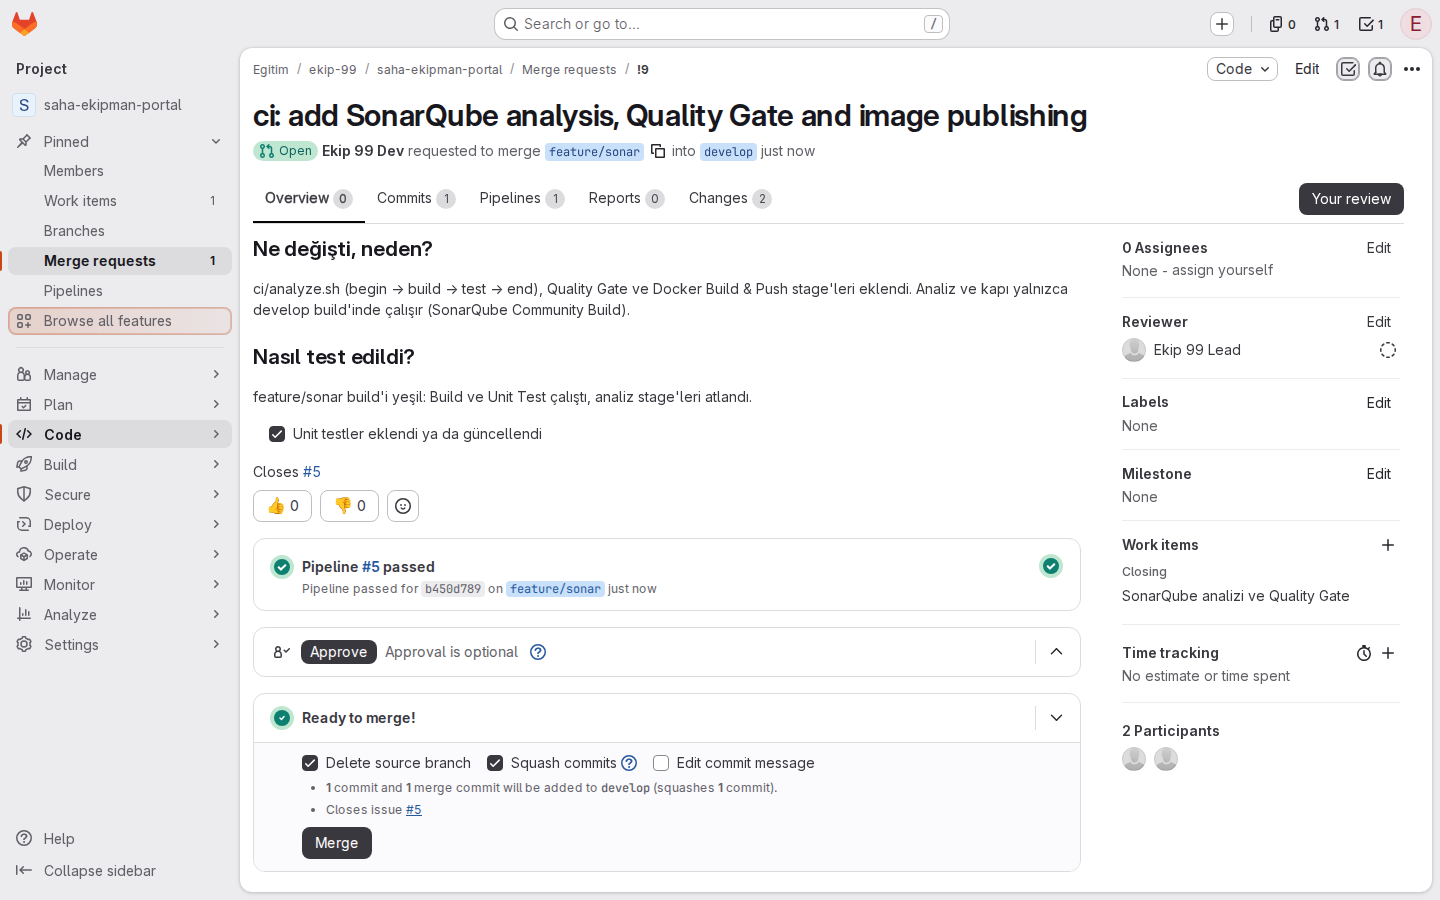 Search or go to...
/
0
1
1
E
Project
S
saha-ekipman-portal
Pinned
Members
Work items 1
Branches
Merge requests 1
Pipelines
Browse all features
Manage
Plan
Code
Build
Secure
Deploy
Operate
Monitor
Analyze
Settings
Help
Collapse sidebar
Egitim / ekip-99 / saha-ekipman-portal / Merge requests / !9
Code
Edit
ci: add SonarQube analysis, Quality Gate and image publishing
Open Ekip 99 Dev requested to merge feature/sonar into develop just now
Overview 0 Commits 1 Pipelines 1 Reports 0 Changes 2
Your review
Ne değişti, neden?
ci/analyze.sh (begin → build → test → end), Quality Gate ve Docker Build & Push stage'leri eklendi. Analiz ve kapı yalnızca
develop build'inde çalışır (SonarQube Community Build).
Nasıl test edildi?
feature/sonar build'i yeşil: Build ve Unit Test çalıştı, analiz stage'leri atlandı.
Unit testler eklendi ya da güncellendi
Closes #5
👍 0 👎 0
Pipeline #5 passed
Pipeline passed for b450d789 on feature/sonar just now
Approve Approval is optional
Ready to merge!
Delete source branch Squash commits Edit commit message
1 commit and 1 merge commit will be added to develop (squashes 1 commit).
Closes issue #5
Merge
0 Assignees Edit
None - assign yourself
Reviewer Edit
Ekip 99 Lead
Labels Edit
None
Milestone Edit
None
Work items
Closing
SonarQube analizi ve Quality Gate
Time tracking
No estimate or time spent
2 Participants